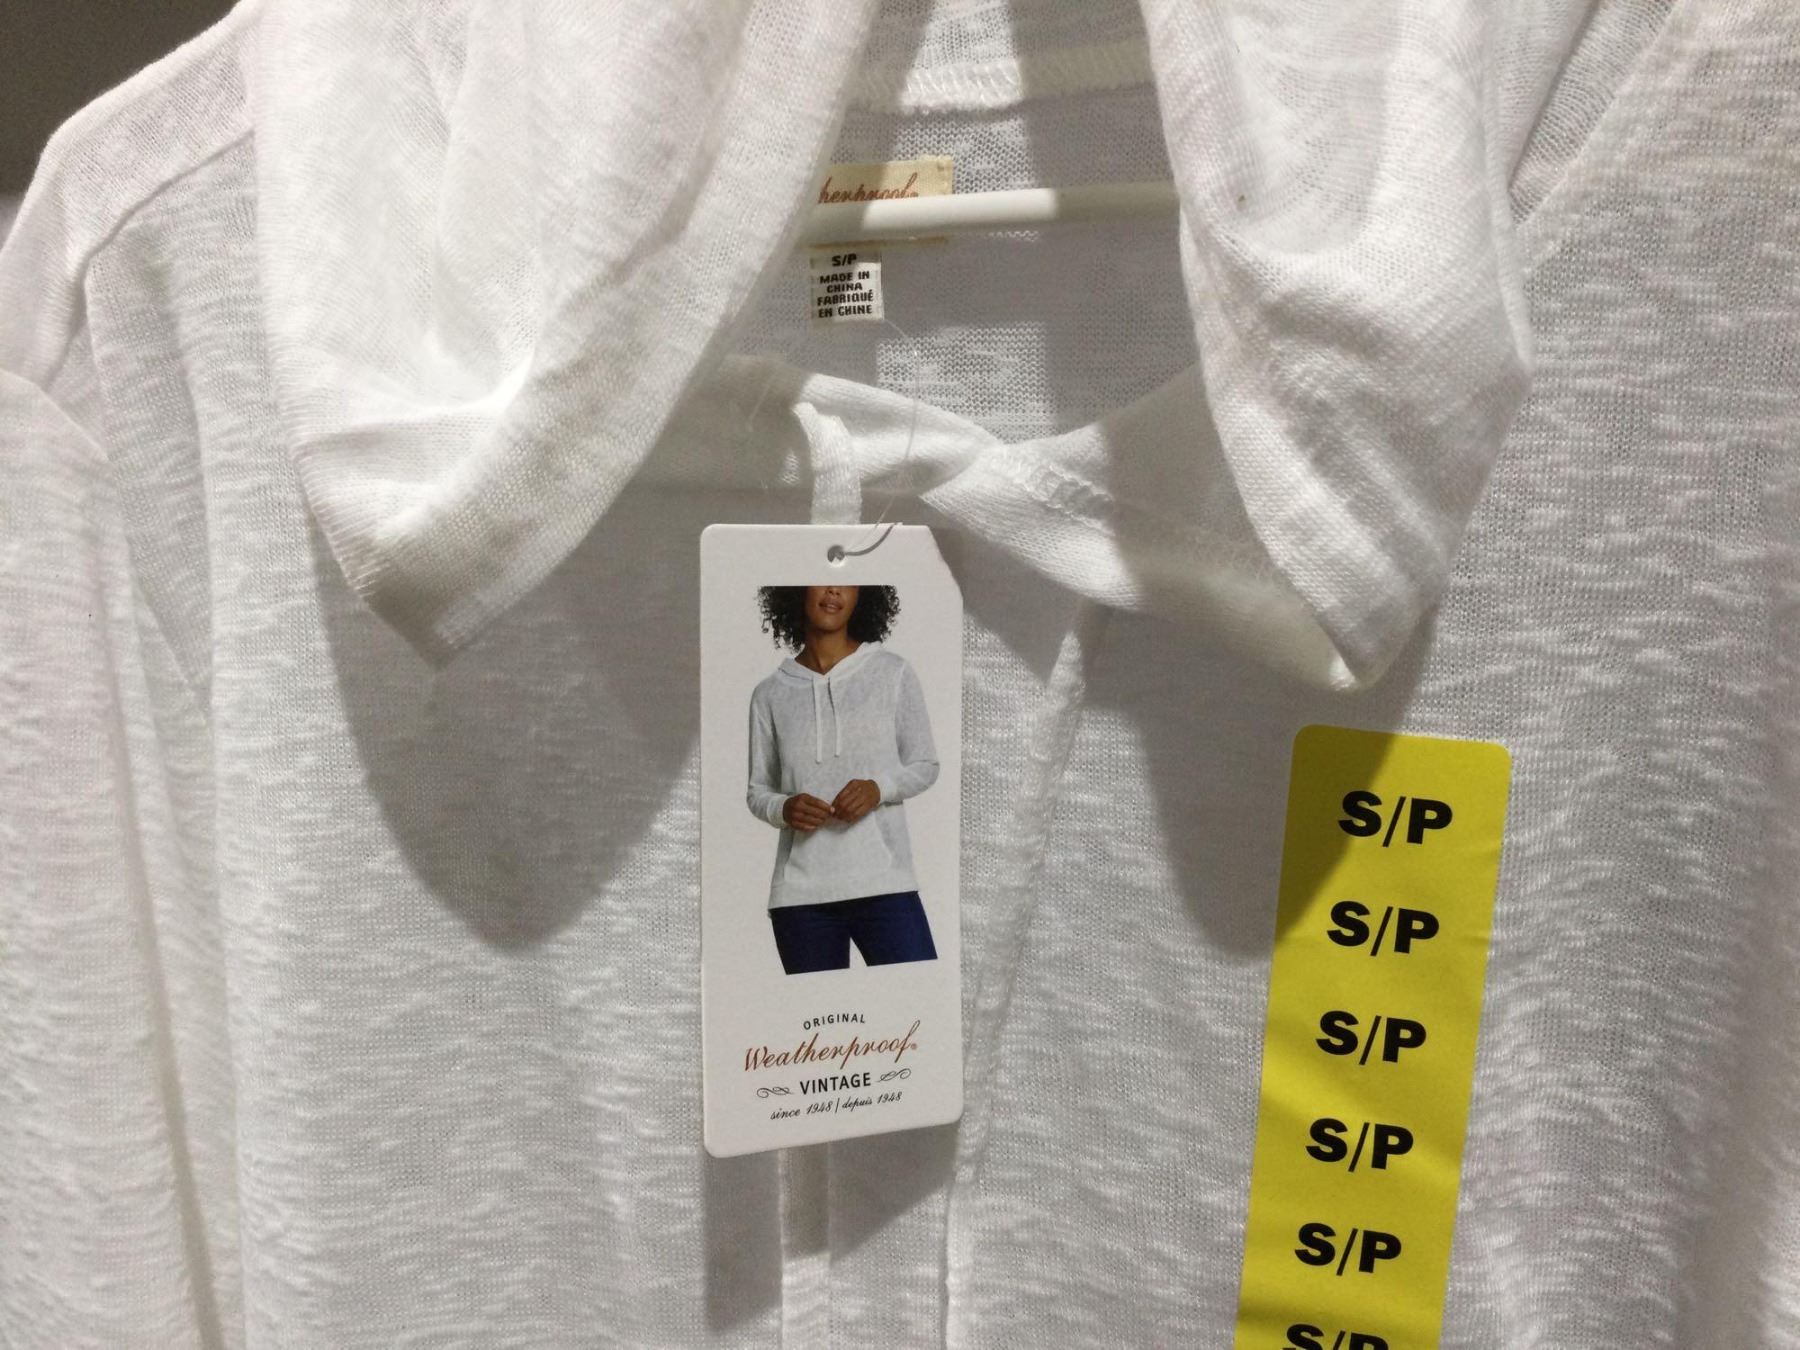 S/P
MADE IN
CHINA
FABRIQUÉ
EN CHINE
ORIGINAL
Weatherproof®
VINTAGE
since 1948 | depuis 1948
S/P
S/P
S/P
S/P
S/P
S/P